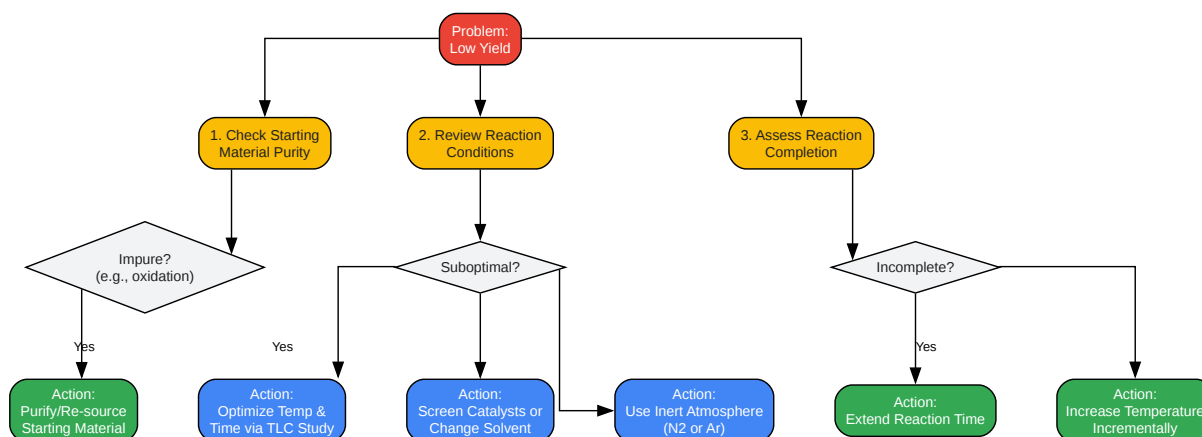 Problem:
Low Yield
1. Check Starting
Material Purity
2. Review Reaction
Conditions
3. Assess Reaction
Completion
Impure?
(e.g., oxidation)
Suboptimal?
Incomplete?
Yes
Yes
Yes
Action:
Purify/Re-source
Starting Material
Action:
Optimize Temp &
Time via TLC Study
Action:
Screen Catalysts or
Change Solvent
Action:
Use Inert Atmosphere
(N2 or Ar)
Action:
Extend Reaction Time
Action:
Increase Temperature
Incrementally